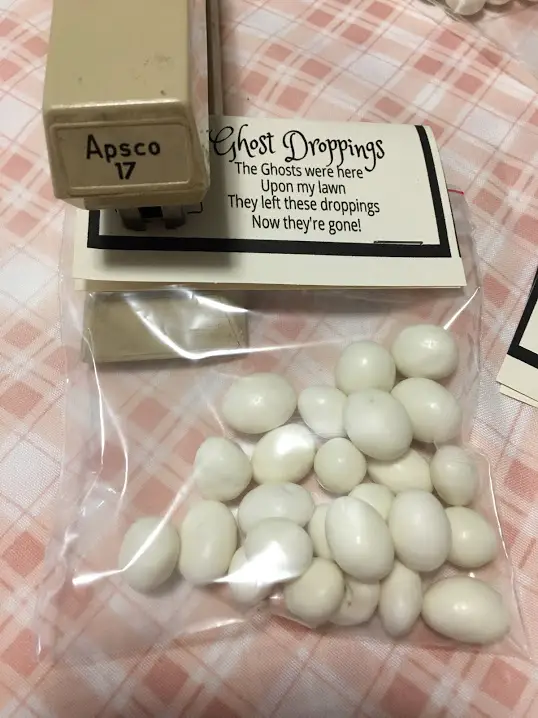 Apsco
17
Ghost Droppings
The Ghosts were here
Upon my lawn
They left these droppings
Now they're gone!